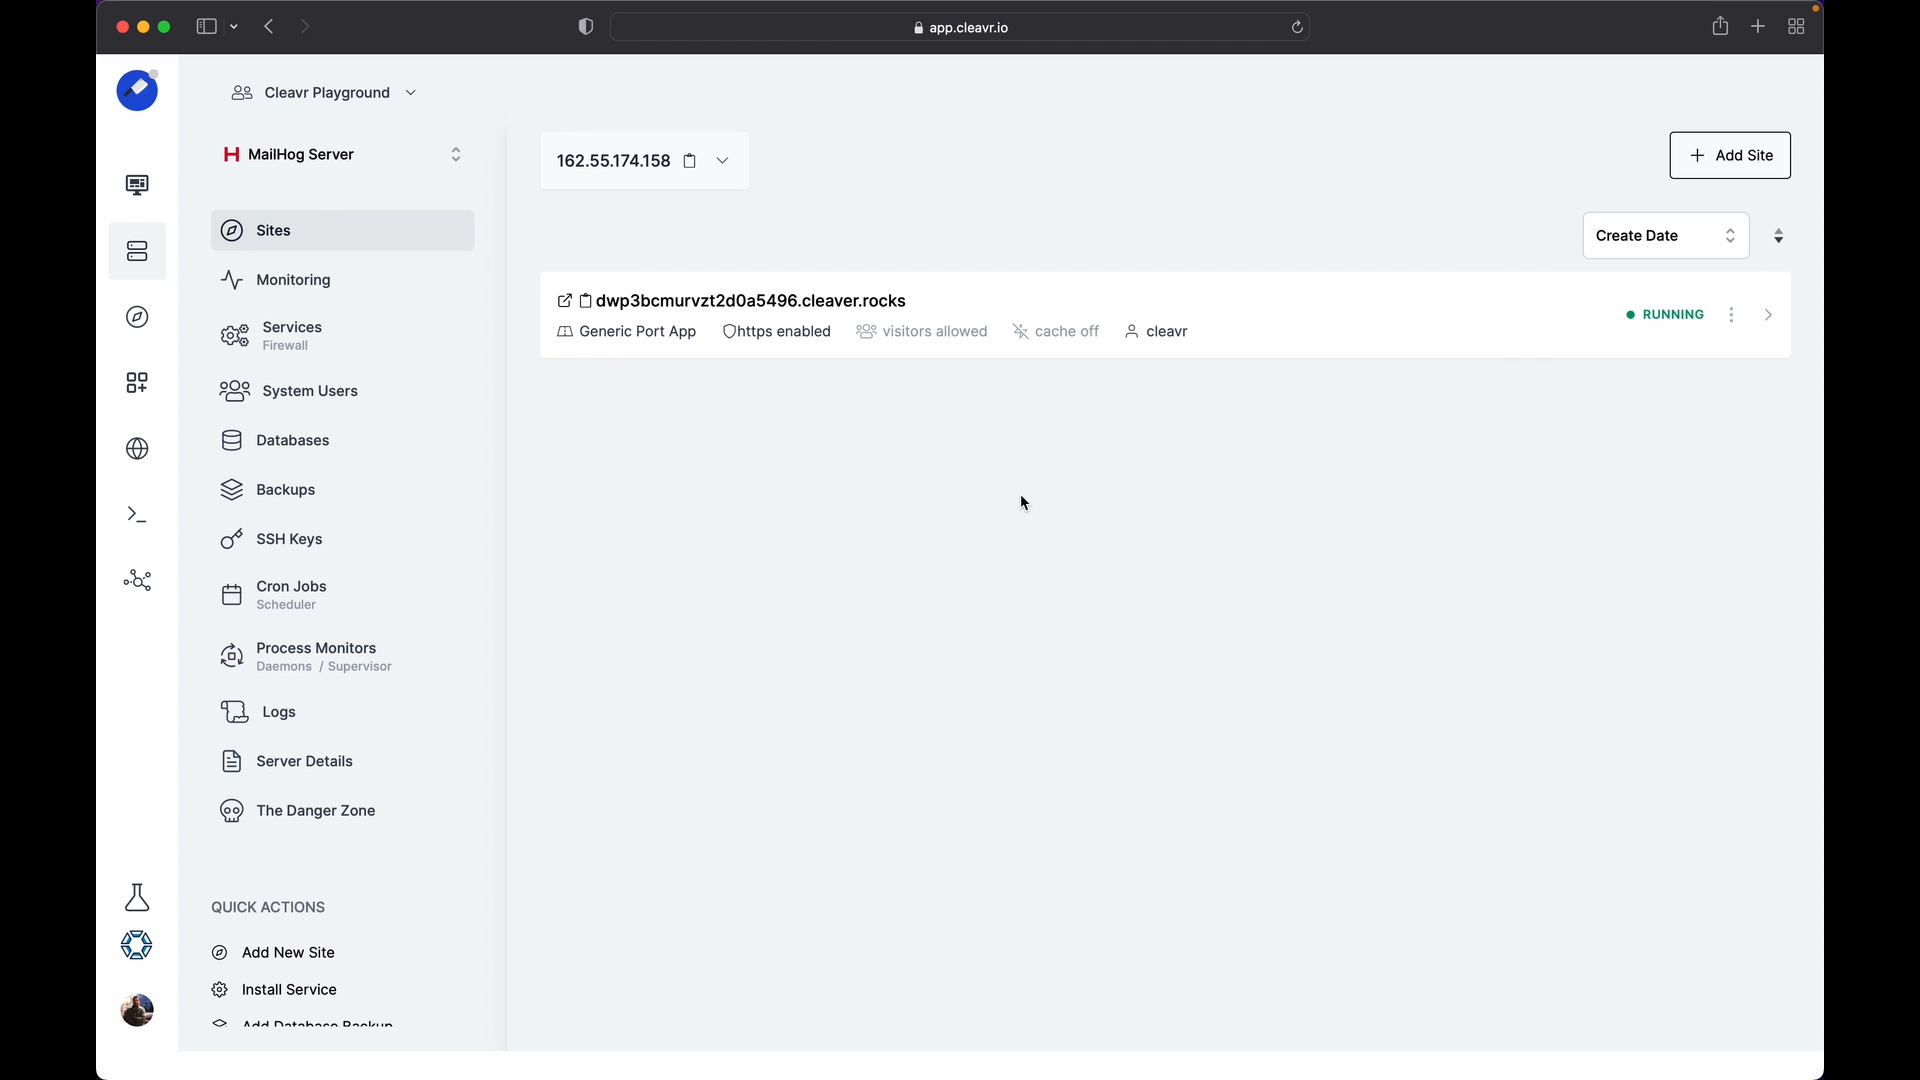 app.cleavr.io
Cleavr Playground
MailHog Server
162.55.174.158
Add Site
Sites
Create Date
Monitoring
dwp3bcmurvzt2d0a5496.cleaver.rocks
RUNNING
Generic Port App https enabled visitors allowed cache off cleavr
Services
Firewall
System Users
Databases
Backups
SSH Keys
Cron Jobs
Scheduler
Process Monitors
Daemons / Supervisor
Logs
Server Details
The Danger Zone
QUICK ACTIONS
Add New Site
Install Service
Add Database Backup